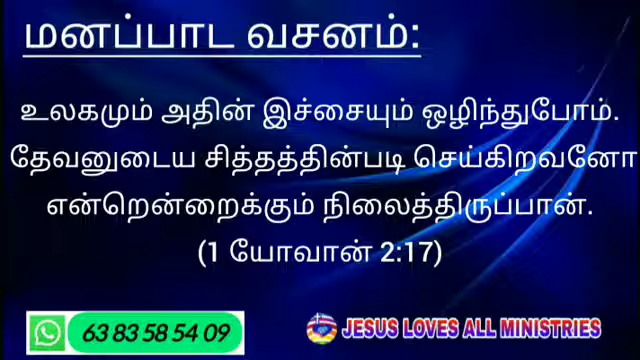 மனப்பாட வசனம்:
உலகமும் அதின் இச்சையும் ஒழிந்துபோம்.
தேவனுடைய சித்தத்தின்படி செய்கிறவனோ
என்றென்றைக்கும் நிலைத்திருப்பான்.
(1 யோவான் 2:17)
63 83 58 54 09
JESUS LOVES ALL MINISTRIES